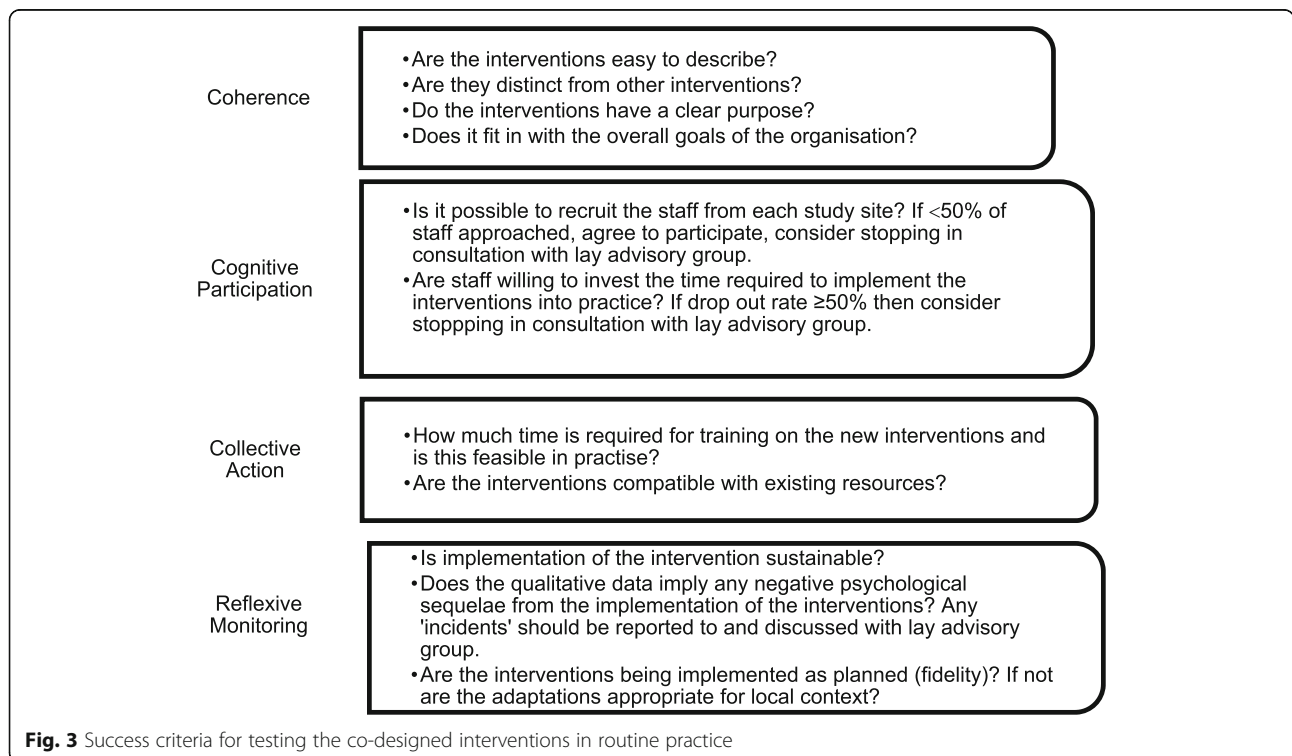 Coherence
•Are the interventions easy to describe?
•Are they distinct from other interventions?
•Do the interventions have a clear purpose?
•Does it fit in with the overall goals of the organisation?
Cognitive
Participation
•Is it possible to recruit the staff from each study site? If <50% of
staff approached, agree to participate, consider stopping in
consultation with lay advisory group.
•Are staff willing to invest the time required to implement the
interventions into practice? If drop out rate ≥50% then consider
stoppping in consultation with lay advisory group.
Collective
Action
•How much time is required for training on the new interventions and
is this feasible in practise?
•Are the interventions compatible with existing resources?
Reflexive
Monitoring
•Is implementation of the intervention sustainable?
•Does the qualitative data imply any negative psychological
sequelae from the implementation of the interventions? Any
'incidents' should be reported to and discussed with lay advisory
group.
•Are the interventions being implemented as planned (fidelity)? If not
are the adaptations appropriate for local context?
Fig. 3 Success criteria for testing the co-designed interventions in routine practice